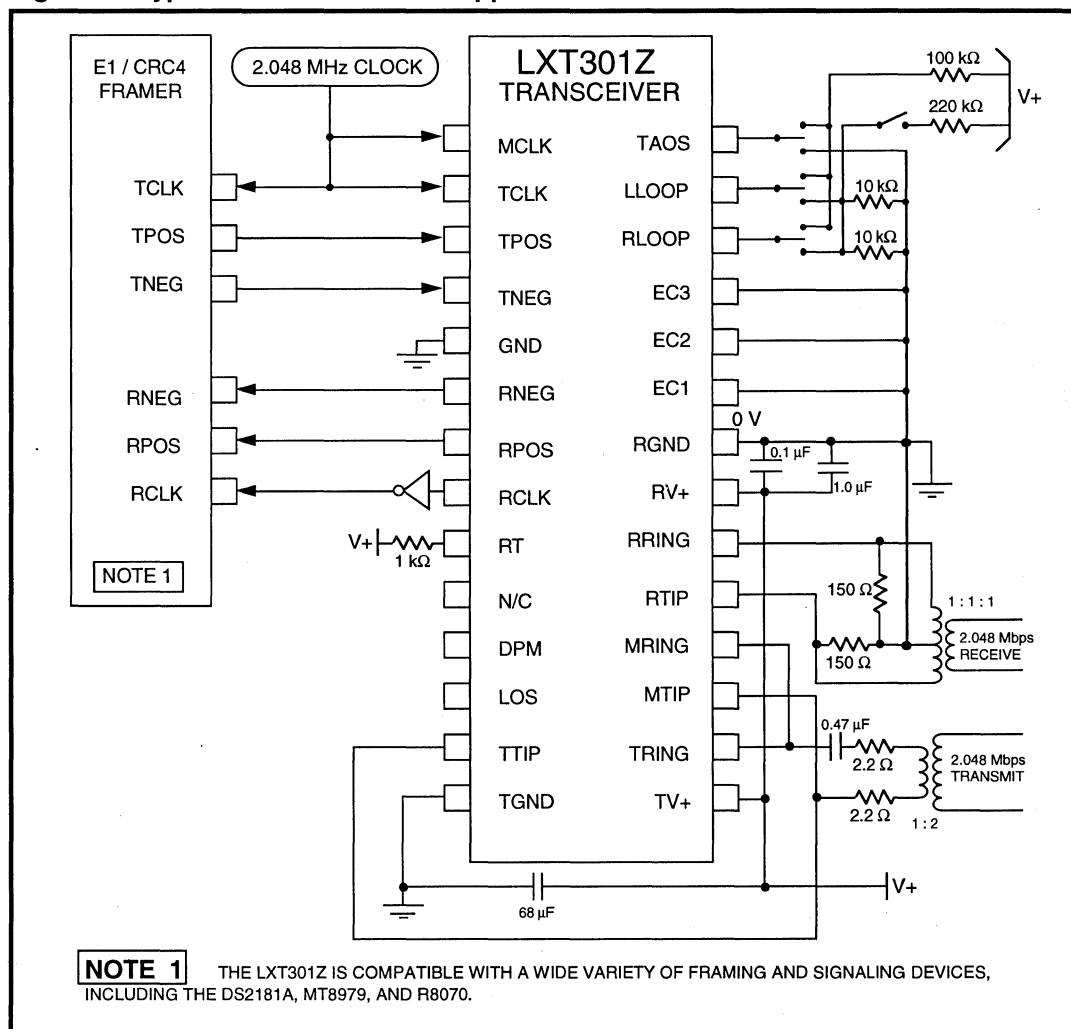 E1 / CRC4
FRAMER
2.048 MHz CLOCK
LXT301Z
TRANSCEIVER
100 kΩ
220 kΩ
V+
MCLK
TAOS
TCLK
TCLK
LLOOP
10 kΩ
TPOS
TPOS
RLOOP
10 kΩ
TNEG
TNEG
EC3
GND
EC2
RNEG
RNEG
EC1
0 V
RPOS
RPOS
RGND
0.1 µF
RCLK
RCLK
RV+
1.0 µF
V+
1 kΩ
RT
RRING
NOTE 1
N/C
RTIP
150 Ω
1 : 1 : 1
150 Ω
2.048 Mbps
RECEIVE
DPM
MRING
LOS
MTIP
0.47 µF
TTIP
TRING
2.2 Ω
2.048 Mbps
TRANSMIT
TGND
TV+
2.2 Ω
1 : 2
68 µF
V+
NOTE 1 THE LXT301Z IS COMPATIBLE WITH A WIDE VARIETY OF FRAMING AND SIGNALING DEVICES,
INCLUDING THE DS2181A, MT8979, AND R8070.